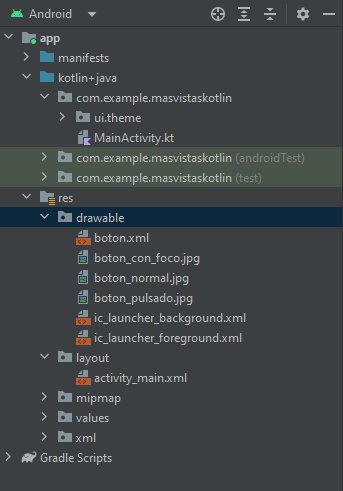 Android
app
manifests
kotlin+java
com.example.masvistaskotlin
ui.theme
MainActivity.kt
com.example.masvistaskotlin (androidTest)
com.example.masvistaskotlin (test)
res
drawable
boton.xml
boton_con_foco.jpg
boton_normal.jpg
boton_pulsado.jpg
ic_launcher_background.xml
ic_launcher_foreground.xml
layout
activity_main.xml
mipmap
values
xml
Gradle Scripts